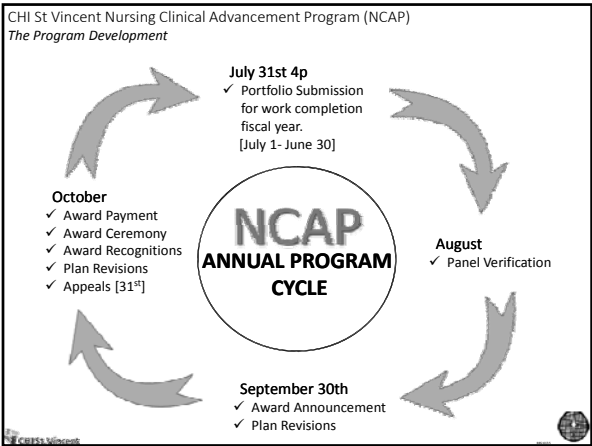 CHI St Vincent Nursing Clinical Advancement Program (NCAP)
The Program Development
July 31st 4p
✓ Portfolio Submission
for work completion
fiscal year.
[July 1- June 30]
August
✓ Panel Verification
September 30th
✓ Award Announcement
✓ Plan Revisions
October
✓ Award Payment
✓ Award Ceremony
✓ Award Recognitions
✓ Plan Revisions
✓ Appeals [31st]
NCAP
ANNUAL PROGRAM
CYCLE
CHI St. Vincent